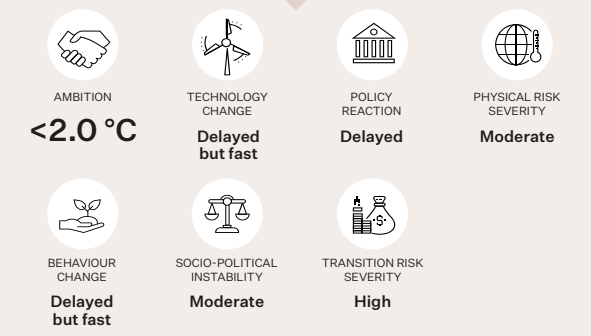 AMBITION
<2.0 °C
TECHNOLOGY
CHANGE
Delayed
but fast
POLICY
REACTION
Delayed
PHYSICAL RISK
SEVERITY
Moderate
BEHAVIOUR
CHANGE
Delayed
but fast
SOCIO-POLITICAL
INSTABILITY
Moderate
TRANSITION RISK
SEVERITY
High